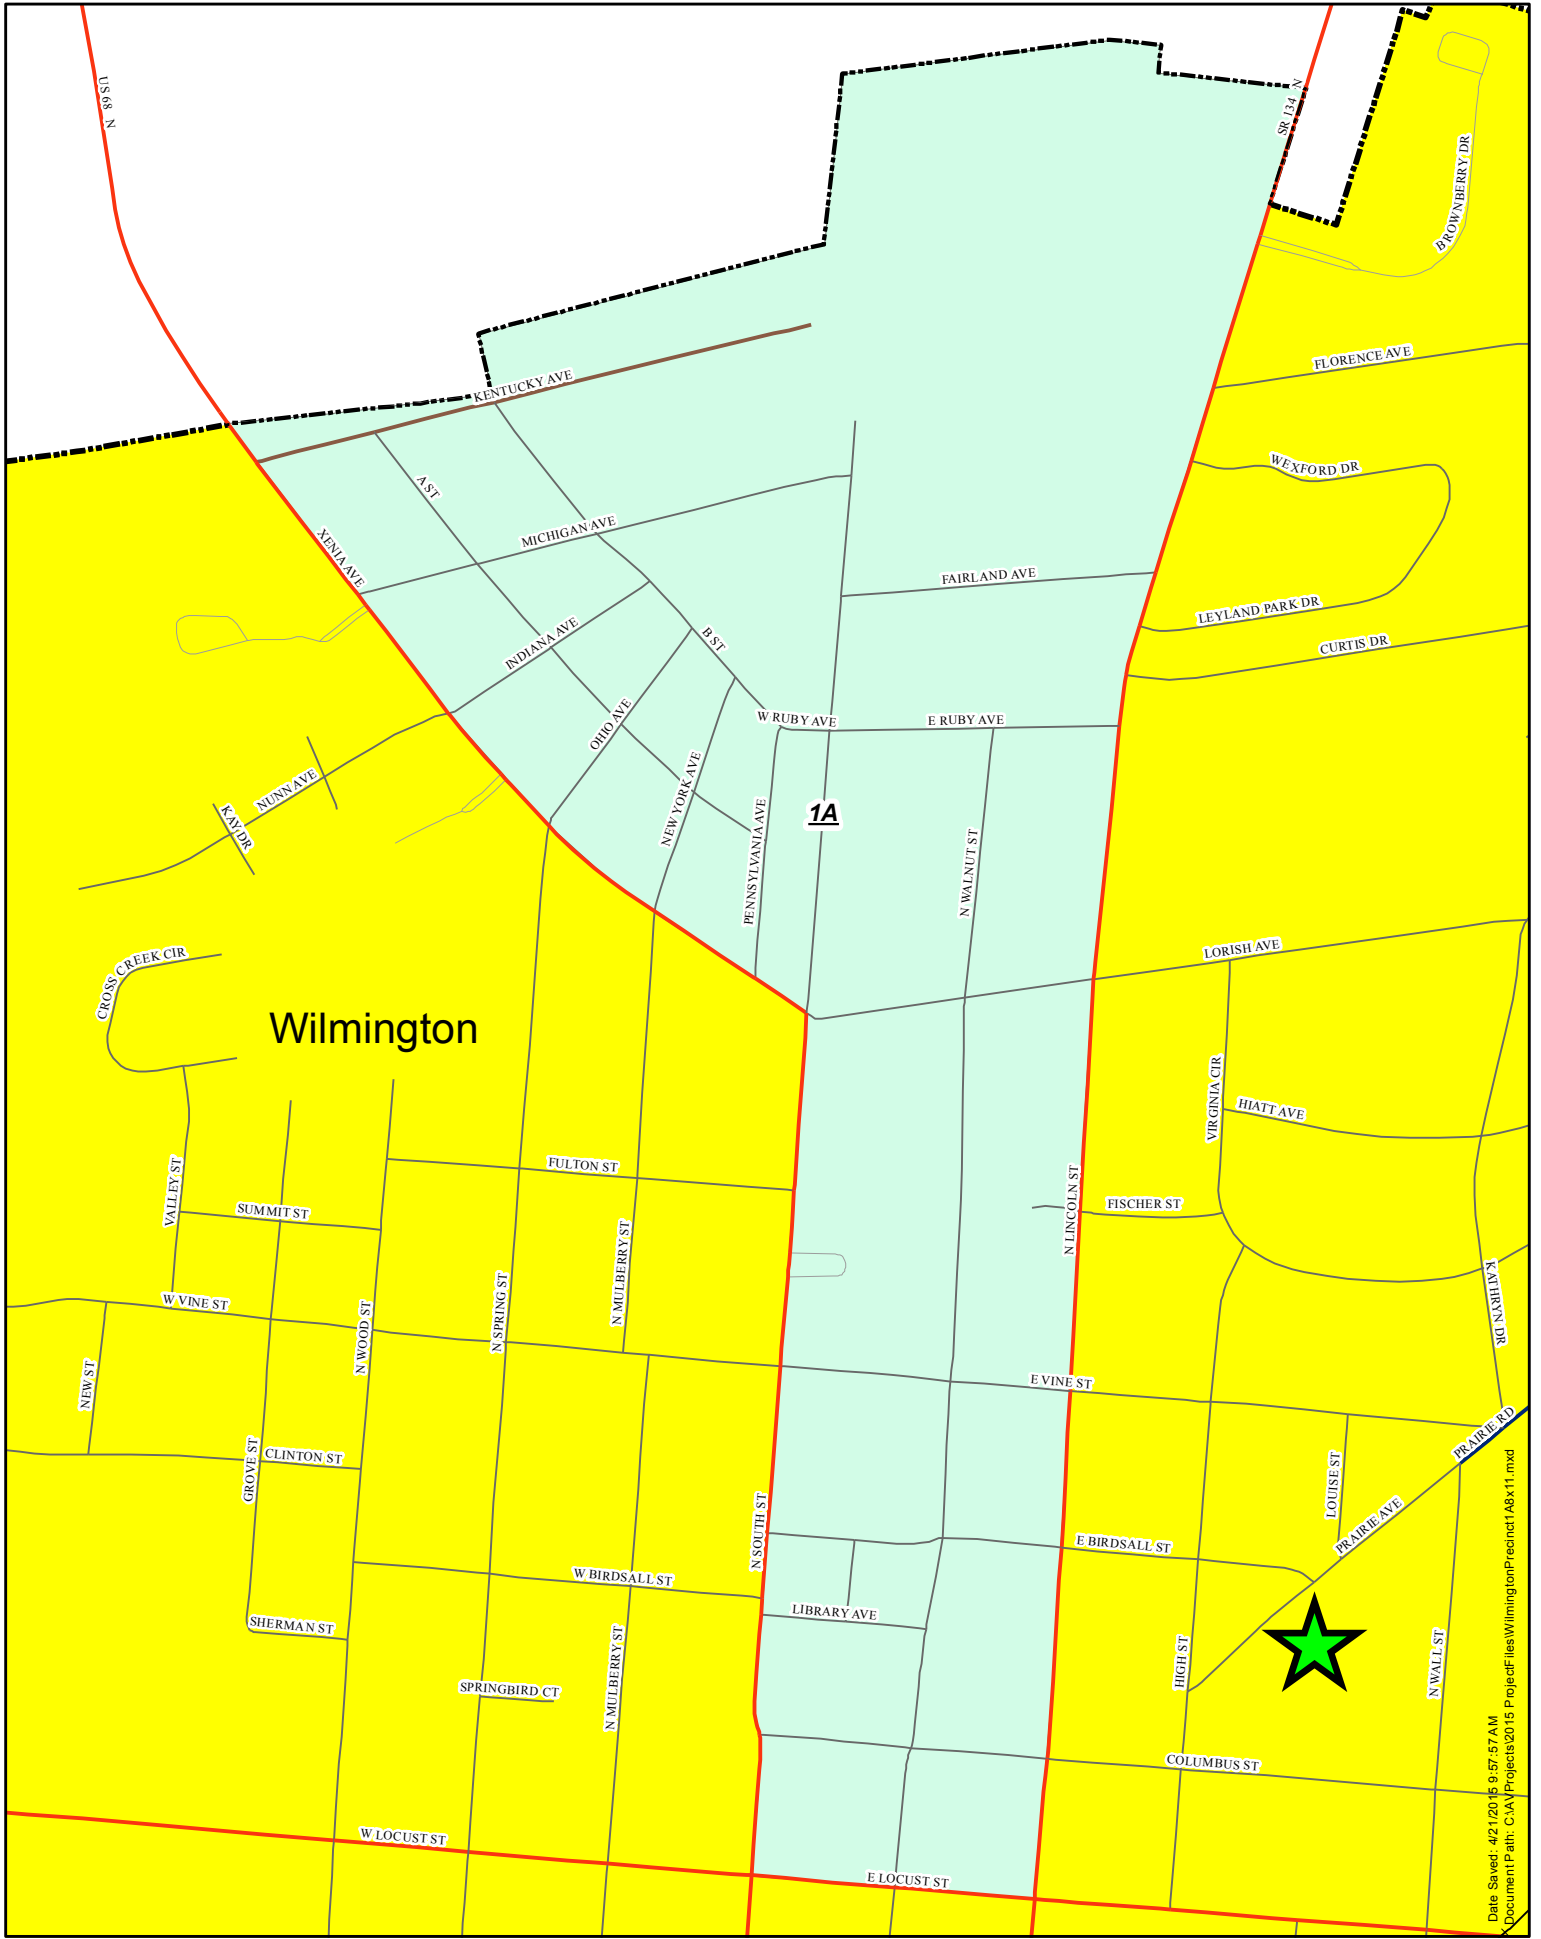 US 68 N
SR 134 N
BROWNBERRY DR
FLORENCE AVE
KENTUCKY AVE
WEXFORD DR
A ST
MICHIGAN AVE
XENIA AVE
FAIRLAND AVE
LEYLAND PARK DR
INDIANA AVE
B ST
CURTIS DR
OHIO AVE
W RUBY AVE
E RUBY AVE
NEW YORK AVE
NUNN AVE
KAY DR
1A
PENNSYLVANIA AVE
N WALNUT ST
LORISH AVE
CROSS CREEK CIR
Wilmington
VIRGINIA CIR
HIATT AVE
FULTON ST
VALLEY ST
SUMMIT ST
N LINCOLN ST
FISCHER ST
N MULBERRY ST
KATHRYN DR
W VINE ST
N WOOD ST
N SPRING ST
NEW ST
E VINE ST
PRAIRIE RD
GROVE ST
CLINTON ST
LOUISE ST
N SOUTH ST
PRAIRIE AVE
E BIRDSALL ST
W BIRDSALL ST
LIBRARY AVE
SHERMAN ST
HIGH ST
N WALL ST
SPRINGBIRD CT
N MULBERRY ST
COLUMBUS ST
W LOCUST ST
E LOCUST ST
Date Saved: 4/21/2015 9:57:57 AM
Document Path: C:\AVProjects\2015 ProjectFiles\WilmingtonPrecinct1A8x11.mxd